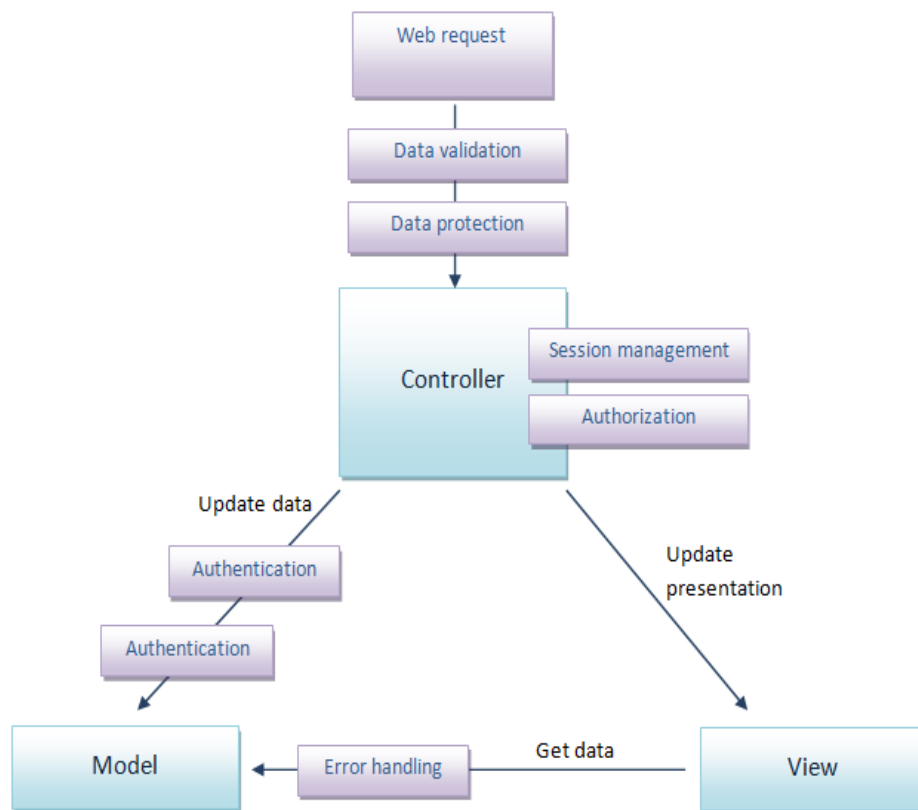 Web request
Data validation
Data protection
Controller
Session management
Authorization
Update data
Authentication
Update
presentation
Authentication
Model
Error handling
Get data
View